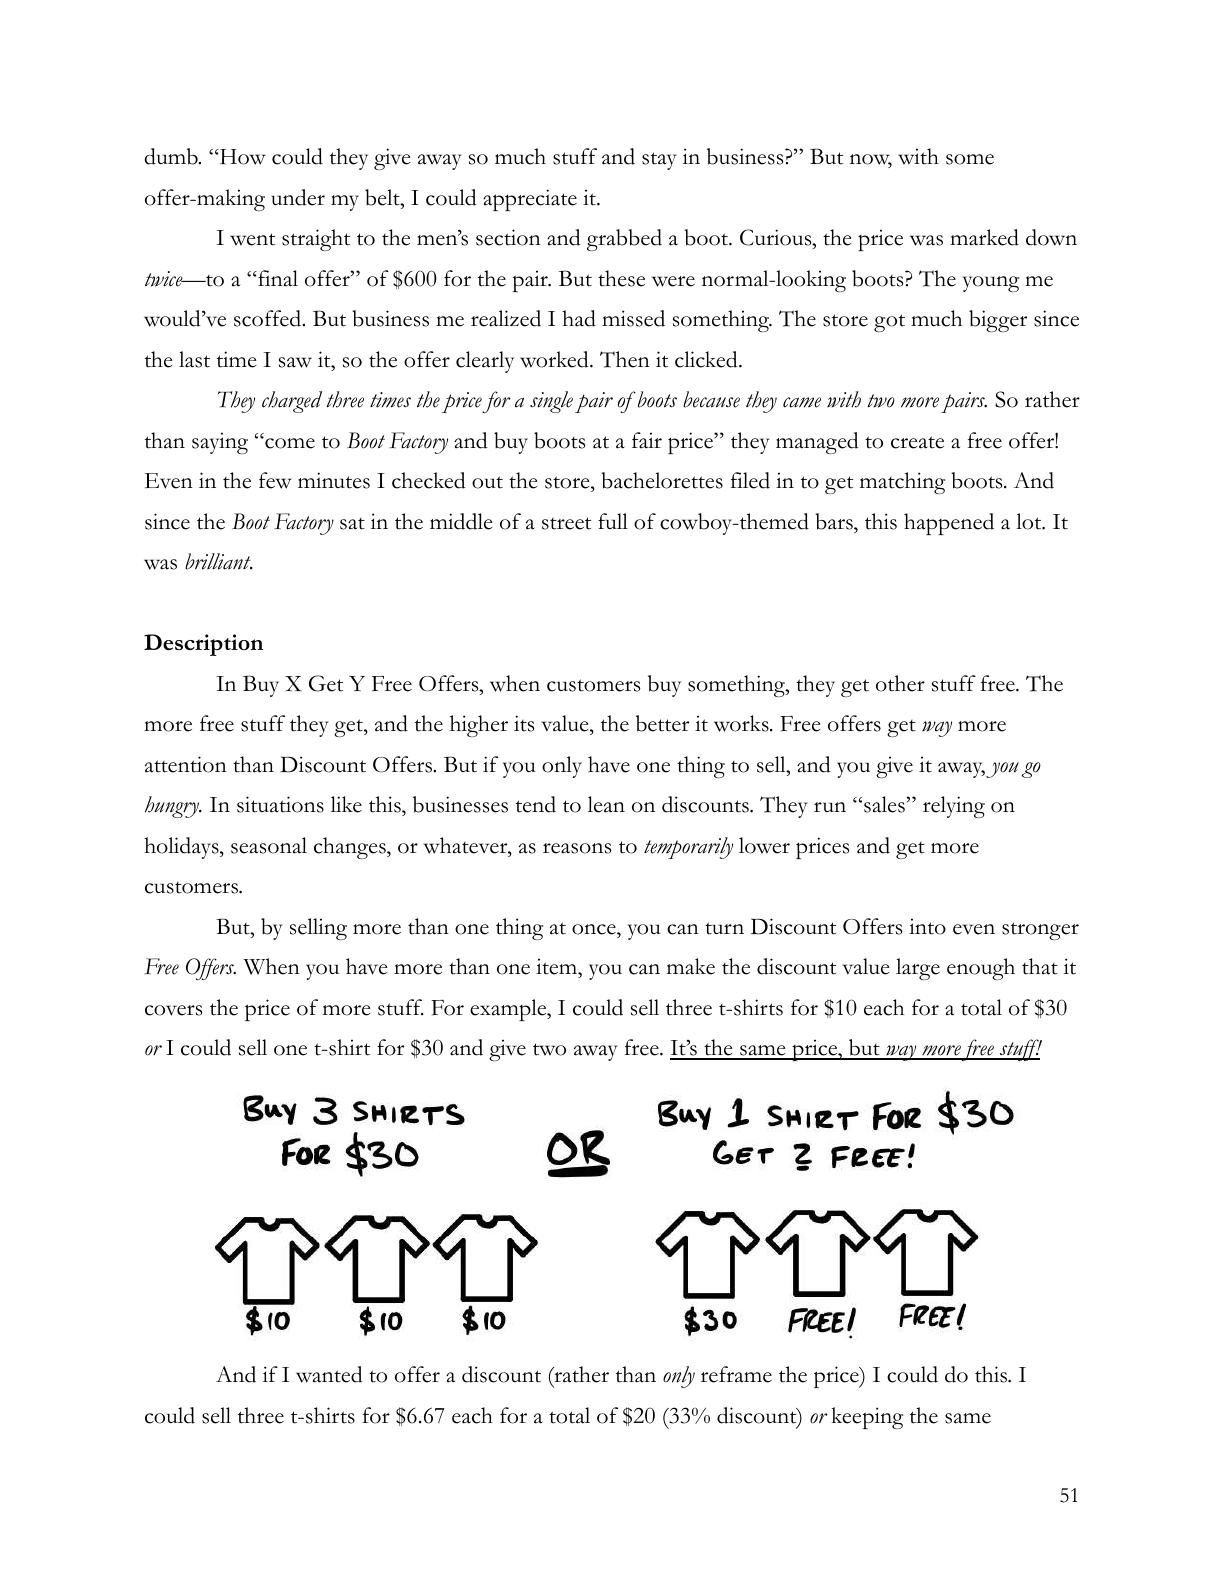 dumb. “How could they give away so much stuff and stay in business?” But now, with some
offer-making under my belt, I could appreciate it.
I went straight to the men’s section and grabbed a boot. Curious, the price was marked down
twice—to a “final offer” of $600 for the pair. But these were normal-looking boots? The young me
would’ve scoffed. But business me realized I had missed something. The store got much bigger since
the last time I saw it, so the offer clearly worked. Then it clicked.
They charged three times the price for a single pair of boots because they came with two more pairs. So rather
than saying “come to Boot Factory and buy boots at a fair price” they managed to create a free offer!
Even in the few minutes I checked out the store, bachelorettes filed in to get matching boots. And
since the Boot Factory sat in the middle of a street full of cowboy-themed bars, this happened a lot. It
was brilliant.
Description
In Buy X Get Y Free Offers, when customers buy something, they get other stuff free. The
more free stuff they get, and the higher its value, the better it works. Free offers get way more
attention than Discount Offers. But if you only have one thing to sell, and you give it away, you go
hungry. In situations like this, businesses tend to lean on discounts. They run “sales” relying on
holidays, seasonal changes, or whatever, as reasons to temporarily lower prices and get more
customers.
But, by selling more than one thing at once, you can turn Discount Offers into even stronger
Free Offers. When you have more than one item, you can make the discount value large enough that it
covers the price of more stuff. For example, I could sell three t-shirts for $10 each for a total of $30
or I could sell one t-shirt for $30 and give two away free. It’s the same price, but way more free stuff!
BUY 3 SHIRTS
FOR $30
OR
BUY 1 SHIRT FOR $30
GET 2 FREE!
$10 $10 $10
$30 FREE! FREE!
And if I wanted to offer a discount (rather than only reframe the price) I could do this. I
could sell three t-shirts for $6.67 each for a total of $20 (33% discount) or keeping the same
51